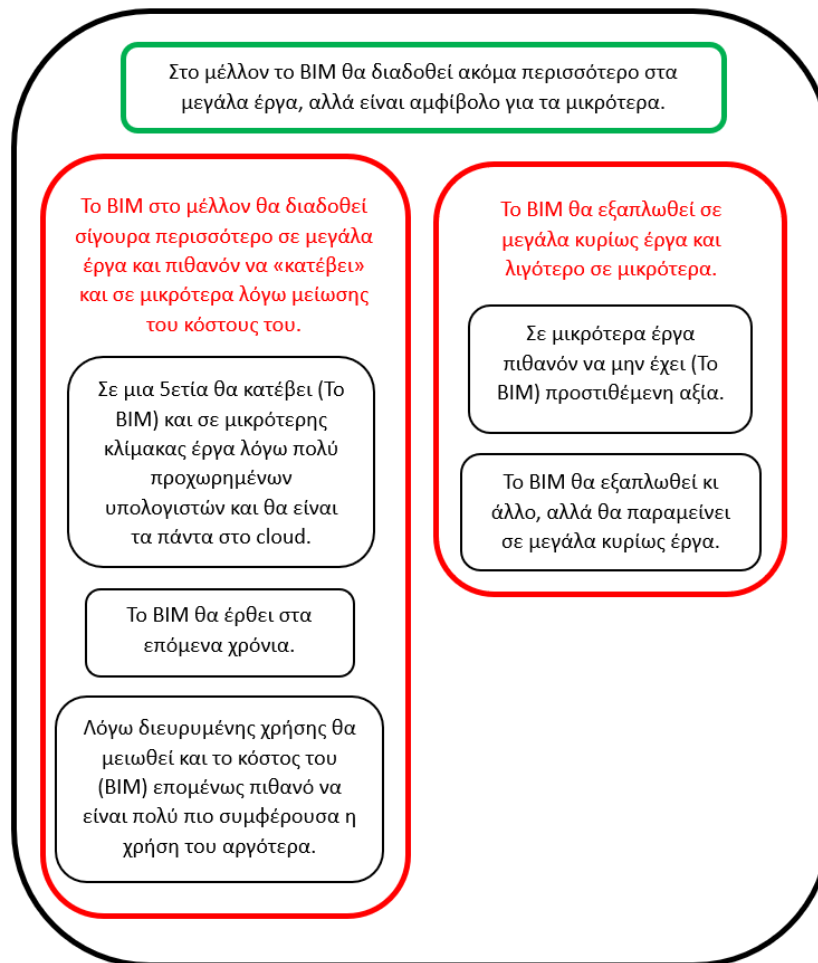 Στο μέλλον το BIM θα διαδοθεί ακόμα περισσότερο στα
μεγάλα έργα, αλλά είναι αμφίβολο για τα μικρότερα.
Το BIM στο μέλλον θα διαδοθεί
σίγουρα περισσότερο σε μεγάλα
έργα και πιθανόν να «κατέβει»
και σε μικρότερα λόγω μείωσης
του κόστους του.
Σε μια 5ετία θα κατέβει (Το
BIM) και σε μικρότερης
κλίμακας έργα λόγω πολύ
προχωρημένων
υπολογιστών και θα είναι
τα πάντα στο cloud.
Το BIM θα έρθει στα
επόμενα χρόνια.
Λόγω διευρυμένης χρήσης θα
μειωθεί και το κόστος του
(BIM) επομένως πιθανό να
είναι πολύ πιο συμφέρουσα η
χρήση του αργότερα.
Το BIM θα εξαπλωθεί σε
μεγάλα κυρίως έργα και
λιγότερο σε μικρότερα.
Σε μικρότερα έργα
πιθανόν να μην έχει (Το
BIM) προστιθέμενη αξία.
Το BIM θα εξαπλωθεί κι
άλλο, αλλά θα παραμείνει
σε μεγάλα κυρίως έργα.